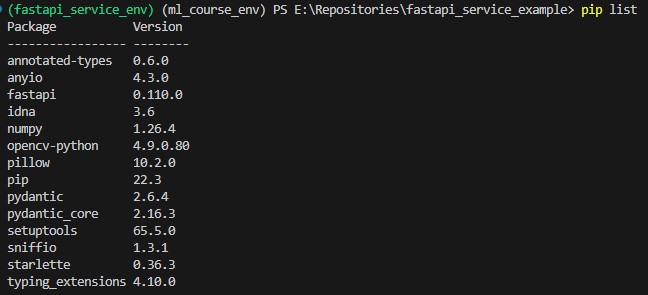 (fastapi_service_env) (ml_course_env) PS E:\Repositories\fastapi_service_example> pip list
Package           Version
----------------- --------
annotated-types   0.6.0
anyio             4.3.0
fastapi           0.110.0
idna              3.6
numpy             1.26.4
opencv-python     4.9.0.80
pillow            10.2.0
pip               22.3
pydantic          2.6.4
pydantic_core     2.16.3
setuptools        65.5.0
sniffio           1.3.1
starlette         0.36.3
typing_extensions 4.10.0